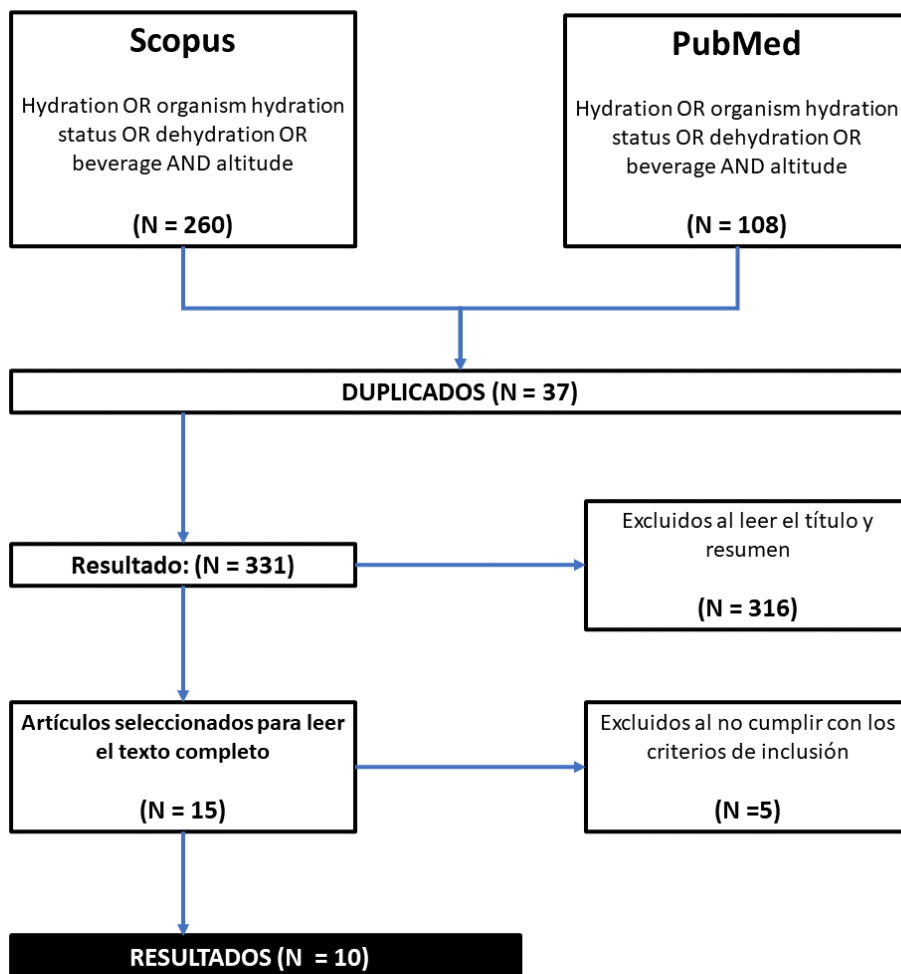 Scopus
Hydration OR organism hydration
status OR dehydration OR
beverage AND altitude
(N = 260)
PubMed
Hydration OR organism hydration
status OR dehydration OR
beverage AND altitude
(N = 108)
DUPLICADOS (N = 37)
Resultado: (N = 331)
Excluidos al leer el título y
resumen
(N = 316)
Artículos seleccionados para leer
el texto completo
(N = 15)
Excluidos al no cumplir con los
criterios de inclusión
(N =5)
RESULTADOS (N  = 10)